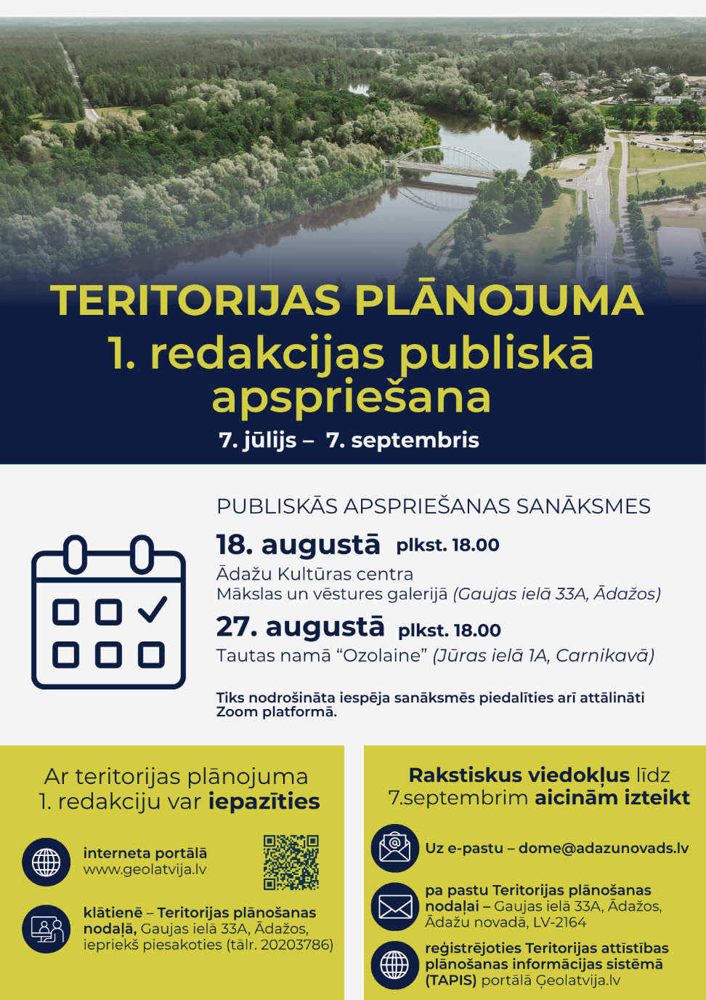 TERITORIJAS PLĀNOJUMA
1. redakcijas publiskā
apspriešana
7. jūlijs – 7. septembris
PUBLISKĀS APSPRIEŠANAS SANĀKSMES
18. augustā plkst. 18.00
Ādažu Kultūras centra
Mākslas un vēstures galerijā (Gaujas ielā 33A, Ādažos)
27. augustā plkst. 18.00
Tautas namā “Ozolaine” (Jūras ielā 1A, Carnikavā)
Tiks nodrošināta iespēja sanāksmēs piedalīties arī attālināti
Zoom platformā.
Ar teritorijas plānojuma
1. redakciju var iepazīties
interneta portālā
www.geolatvija.lv
klātienē – Teritorijas plānošanas
nodaļā, Gaujas ielā 33A, Ādažos,
iepriekš piesakoties (tālr. 20203786)
Rakstiskus viedokļus līdz
7.septembrim aicinām izteikt
Uz e-pastu – dome@adazunovads.lv
pa pastu Teritorijas plānošanas
nodaļai – Gaujas ielā 33A, Ādažos,
Ādažu novadā, LV-2164
reģistrējoties Teritorijas attīstības
plānošanas informācijas sistēmā
(TAPIS) portālā Ģeolatvija.lv